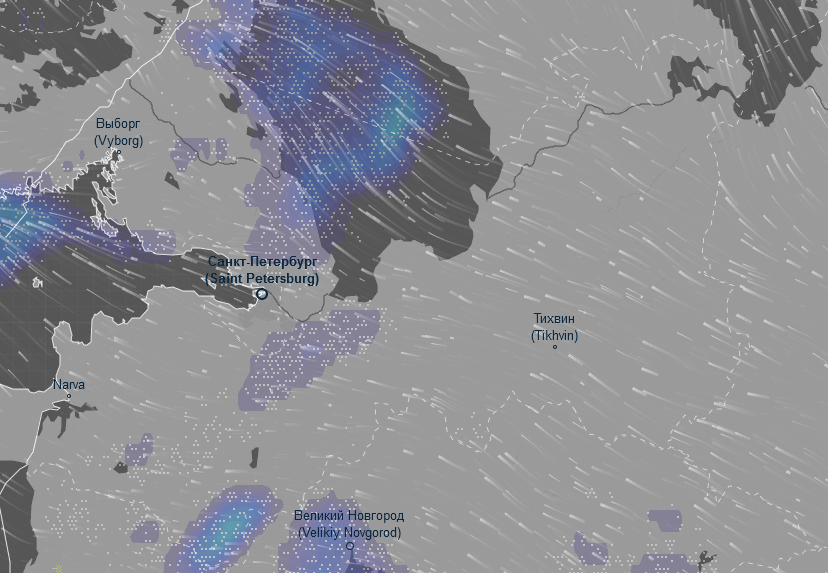 Выборг
(Vyborg)
Санкт-Петербург
(Saint Petersburg)
Тихвин
(Tikhvin)
Narva
Великий Новгород
(Velikiy Novgorod)